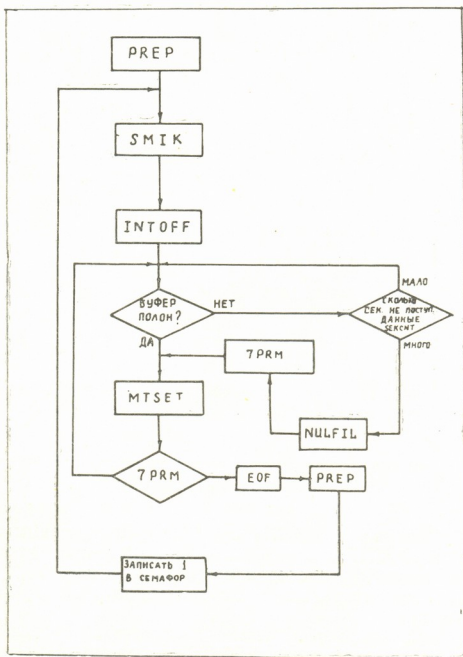 PREP
SMIK
INTOFF
БУФЕР
ПОЛОН?
НЕТ
ДА
МАЛО
СКОЛЬКО
СЕК. НЕ ПОСТУП.
ДАННЫЕ
SEKCNT
МНОГО
7PRM
MTSET
NULFIL
7PRM
EOF
PREP
ЗАПИСАТЬ 1
В СЕМАФОР